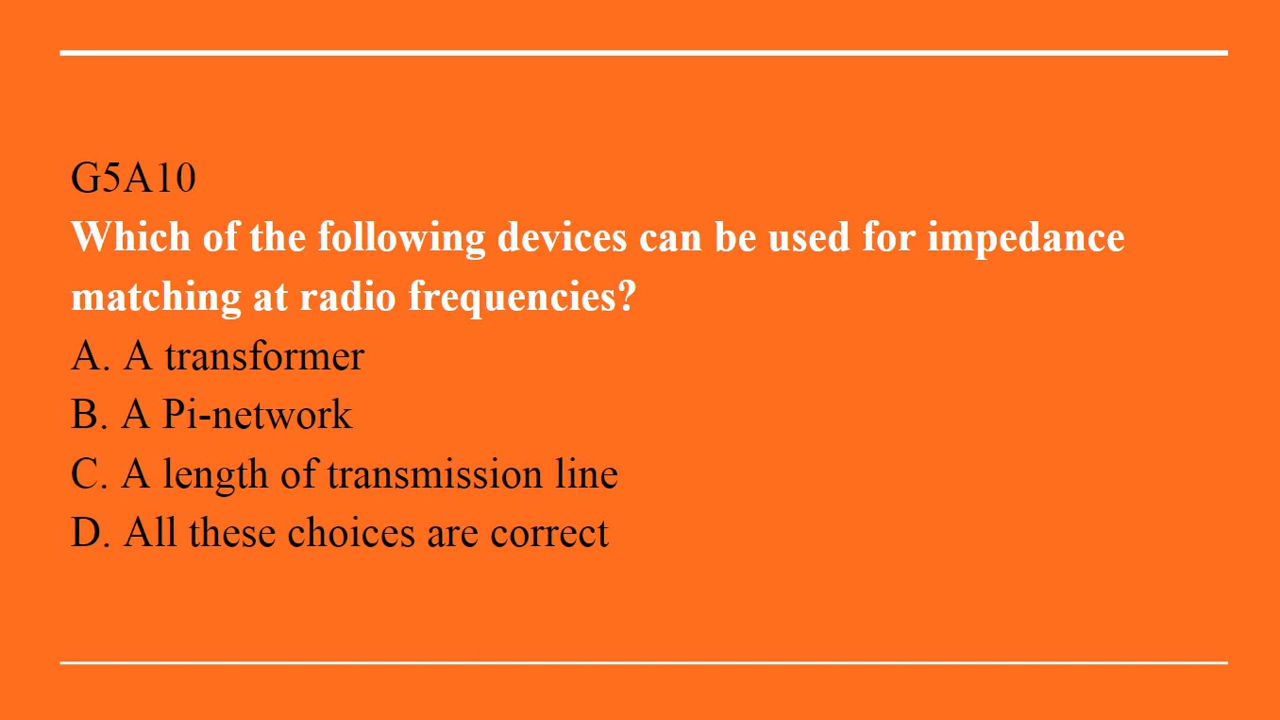 G5A10
Which of the following devices can be used for impedance
matching at radio frequencies?
A. A transformer
B. A Pi-network
C. A length of transmission line
D. All these choices are correct